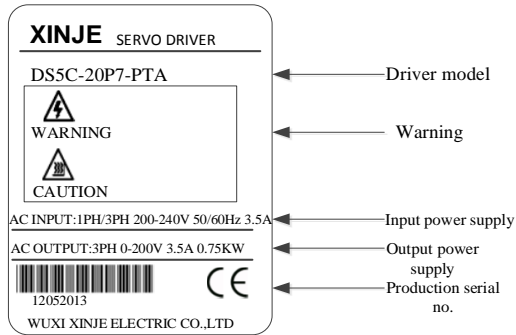 XINJE SERVO DRIVER
DS5C-20P7-PTA
Driver model
WARNING
Warning
CAUTION
AC INPUT:1PH/3PH 200-240V 50/60Hz 3.5A
Input power supply
AC OUTPUT:3PH 0-200V 3.5A 0.75KW
Output power
supply
CE
Production serial
no.
12052013
WUXI XINJE ELECTRIC CO.,LTD